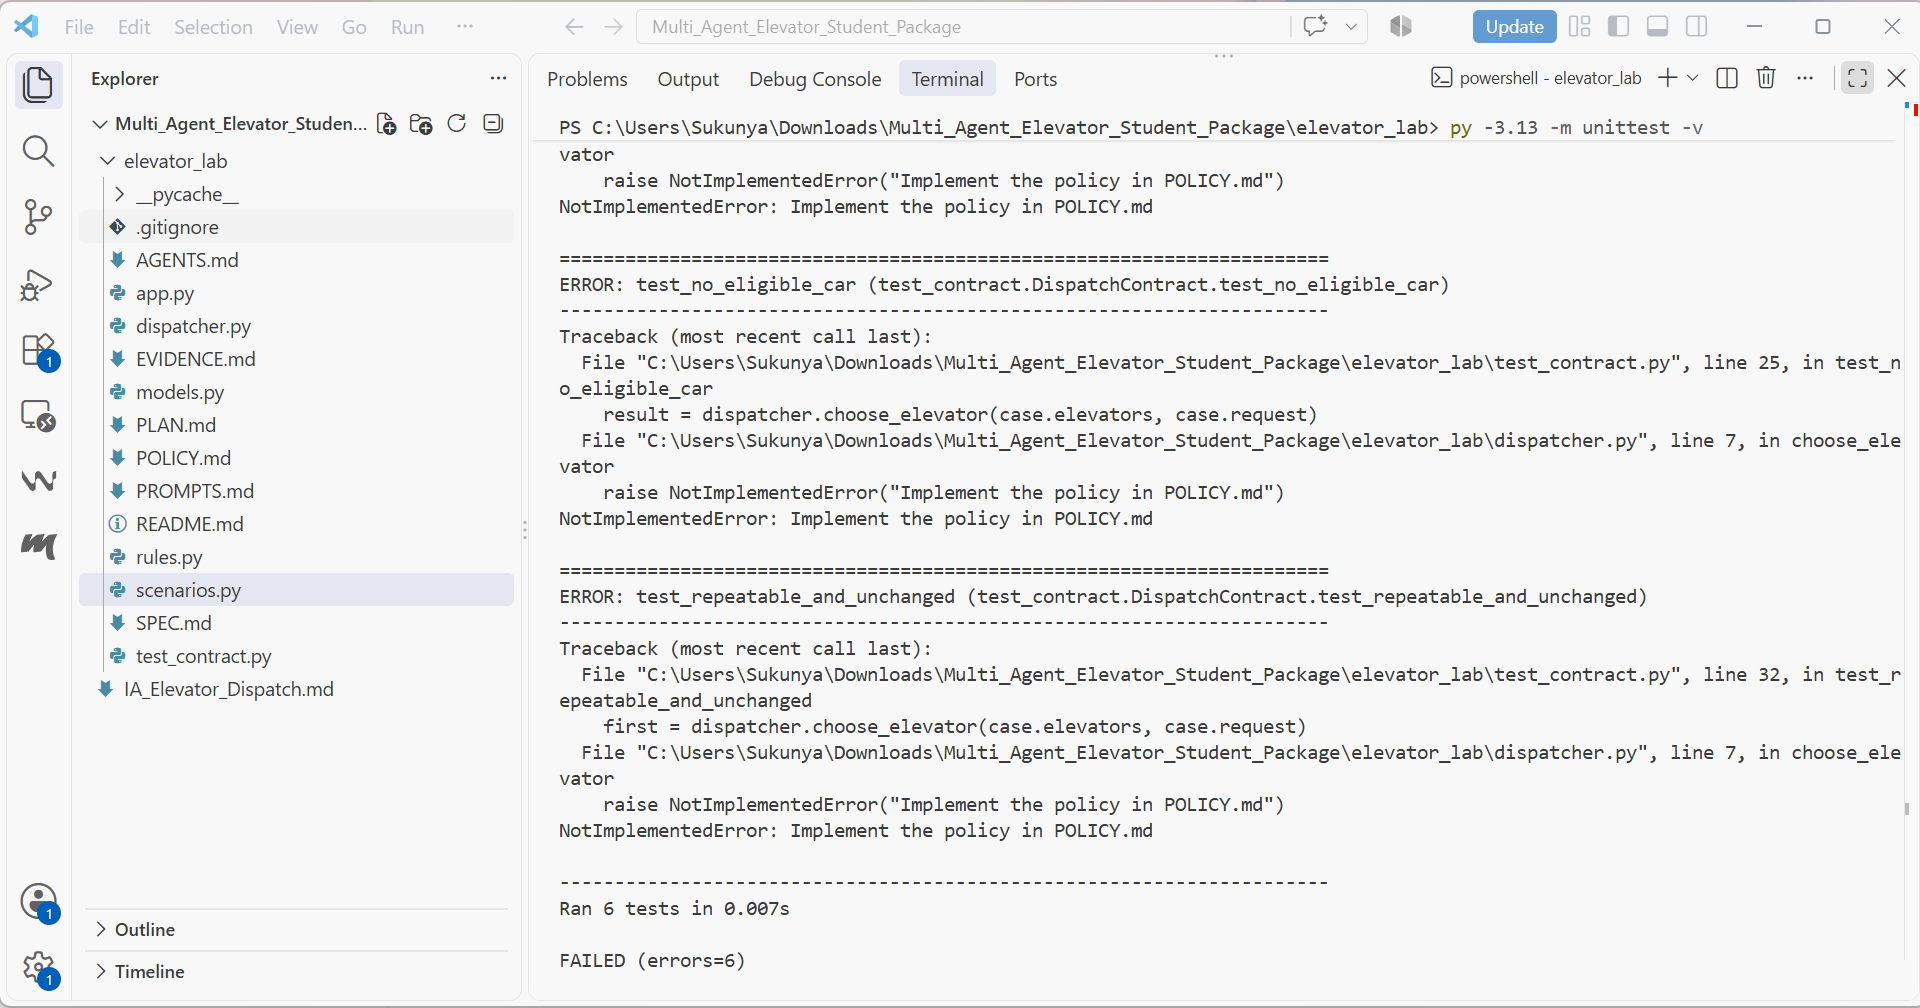 File Edit Selection View Go Run ···
Multi_Agent_Elevator_Student_Package
Update
Explorer ···
Multi_Agent_Elevator_Studen...
elevator_lab
__pycache__
.gitignore
AGENTS.md
app.py
dispatcher.py
EVIDENCE.md
models.py
PLAN.md
POLICY.md
PROMPTS.md
README.md
rules.py
scenarios.py
SPEC.md
test_contract.py
IA_Elevator_Dispatch.md
Outline
Timeline
1
1
1
Problems Output Debug Console Terminal Ports
powershell - elevator_lab
PS C:\Users\Sukunya\Downloads\Multi_Agent_Elevator_Student_Package\elevator_lab> py -3.13 -m unittest -v
vator
raise NotImplementedError("Implement the policy in POLICY.md")
NotImplementedError: Implement the policy in POLICY.md
======================================================================
ERROR: test_no_eligible_car (test_contract.DispatchContract.test_no_eligible_car)
----------------------------------------------------------------------
Traceback (most recent call last):
File "C:\Users\Sukunya\Downloads\Multi_Agent_Elevator_Student_Package\elevator_lab\test_contract.py", line 25, in test_n
o_eligible_car
result = dispatcher.choose_elevator(case.elevators, case.request)
File "C:\Users\Sukunya\Downloads\Multi_Agent_Elevator_Student_Package\elevator_lab\dispatcher.py", line 7, in choose_ele
vator
raise NotImplementedError("Implement the policy in POLICY.md")
NotImplementedError: Implement the policy in POLICY.md
======================================================================
ERROR: test_repeatable_and_unchanged (test_contract.DispatchContract.test_repeatable_and_unchanged)
----------------------------------------------------------------------
Traceback (most recent call last):
File "C:\Users\Sukunya\Downloads\Multi_Agent_Elevator_Student_Package\elevator_lab\test_contract.py", line 32, in test_r
epeatable_and_unchanged
first = dispatcher.choose_elevator(case.elevators, case.request)
File "C:\Users\Sukunya\Downloads\Multi_Agent_Elevator_Student_Package\elevator_lab\dispatcher.py", line 7, in choose_ele
vator
raise NotImplementedError("Implement the policy in POLICY.md")
NotImplementedError: Implement the policy in POLICY.md
----------------------------------------------------------------------
Ran 6 tests in 0.007s
FAILED (errors=6)